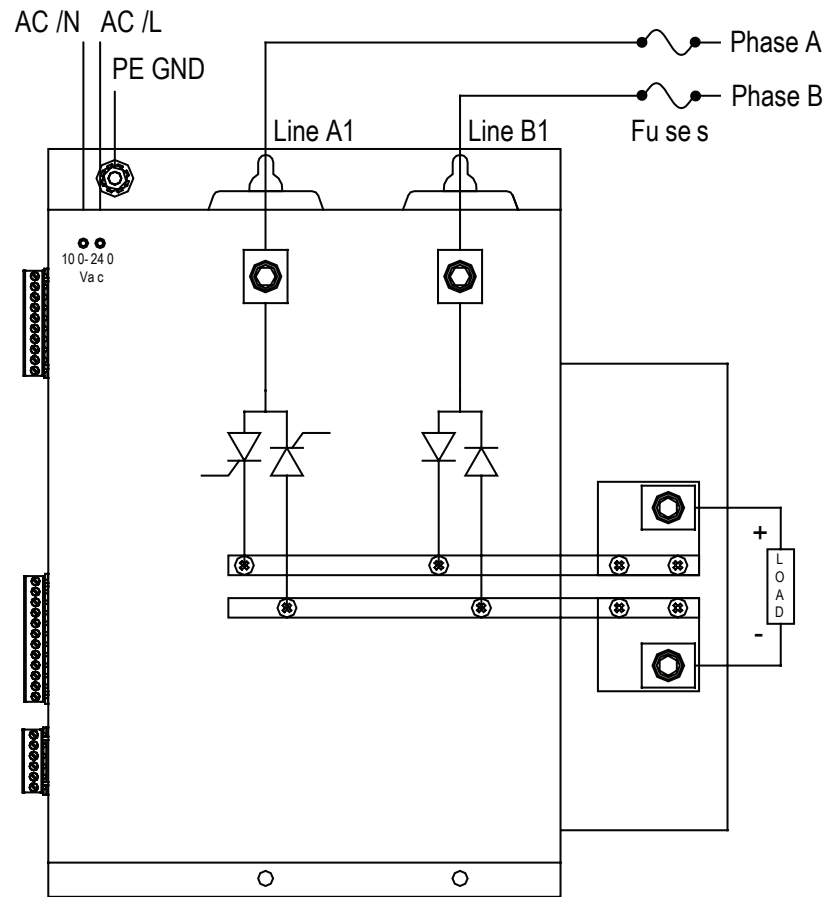 AC /N AC /L
PE GND
Phase A
Phase B
Line A1
Line B1
Fu se s
10 0- 24 0
Va c
+
L
O
A
D
-